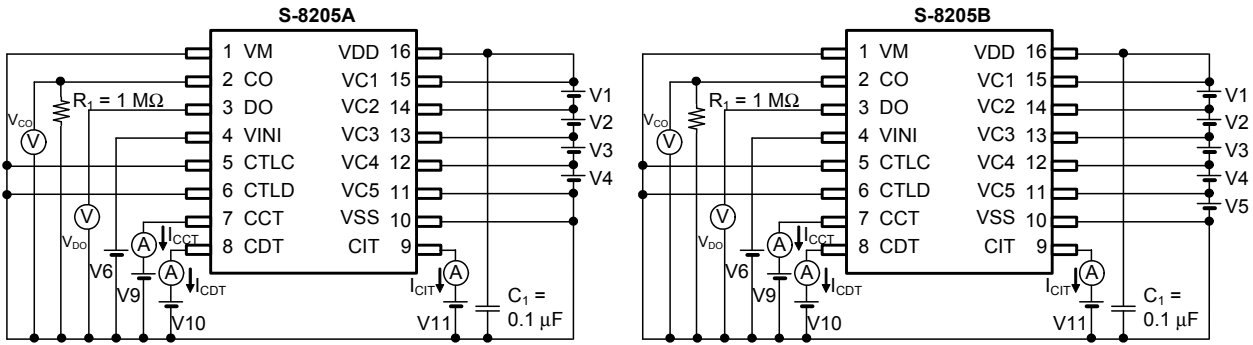 S-8205A
1 VM VDD 16
2 CO VC1 15
3 DO VC2 14
4 VINI VC3 13
5 CTLC VC4 12
6 CTLD VC5 11
7 CCT VSS 10
8 CDT CIT 9
R1 = 1 MΩ
VCO
V
V
VDO
V6
A
ICCT
V9
A
ICDT
V10
A
ICIT
V11
C1 =
0.1 μF
V1
V2
V3
V4
S-8205B
1 VM VDD 16
2 CO VC1 15
3 DO VC2 14
4 VINI VC3 13
5 CTLC VC4 12
6 CTLD VC5 11
7 CCT VSS 10
8 CDT CIT 9
R1 = 1 MΩ
VCO
V
V
VDO
V6
A
ICCT
V9
A
ICDT
V10
A
ICIT
V11
C1 =
0.1 μF
V1
V2
V3
V4
V5